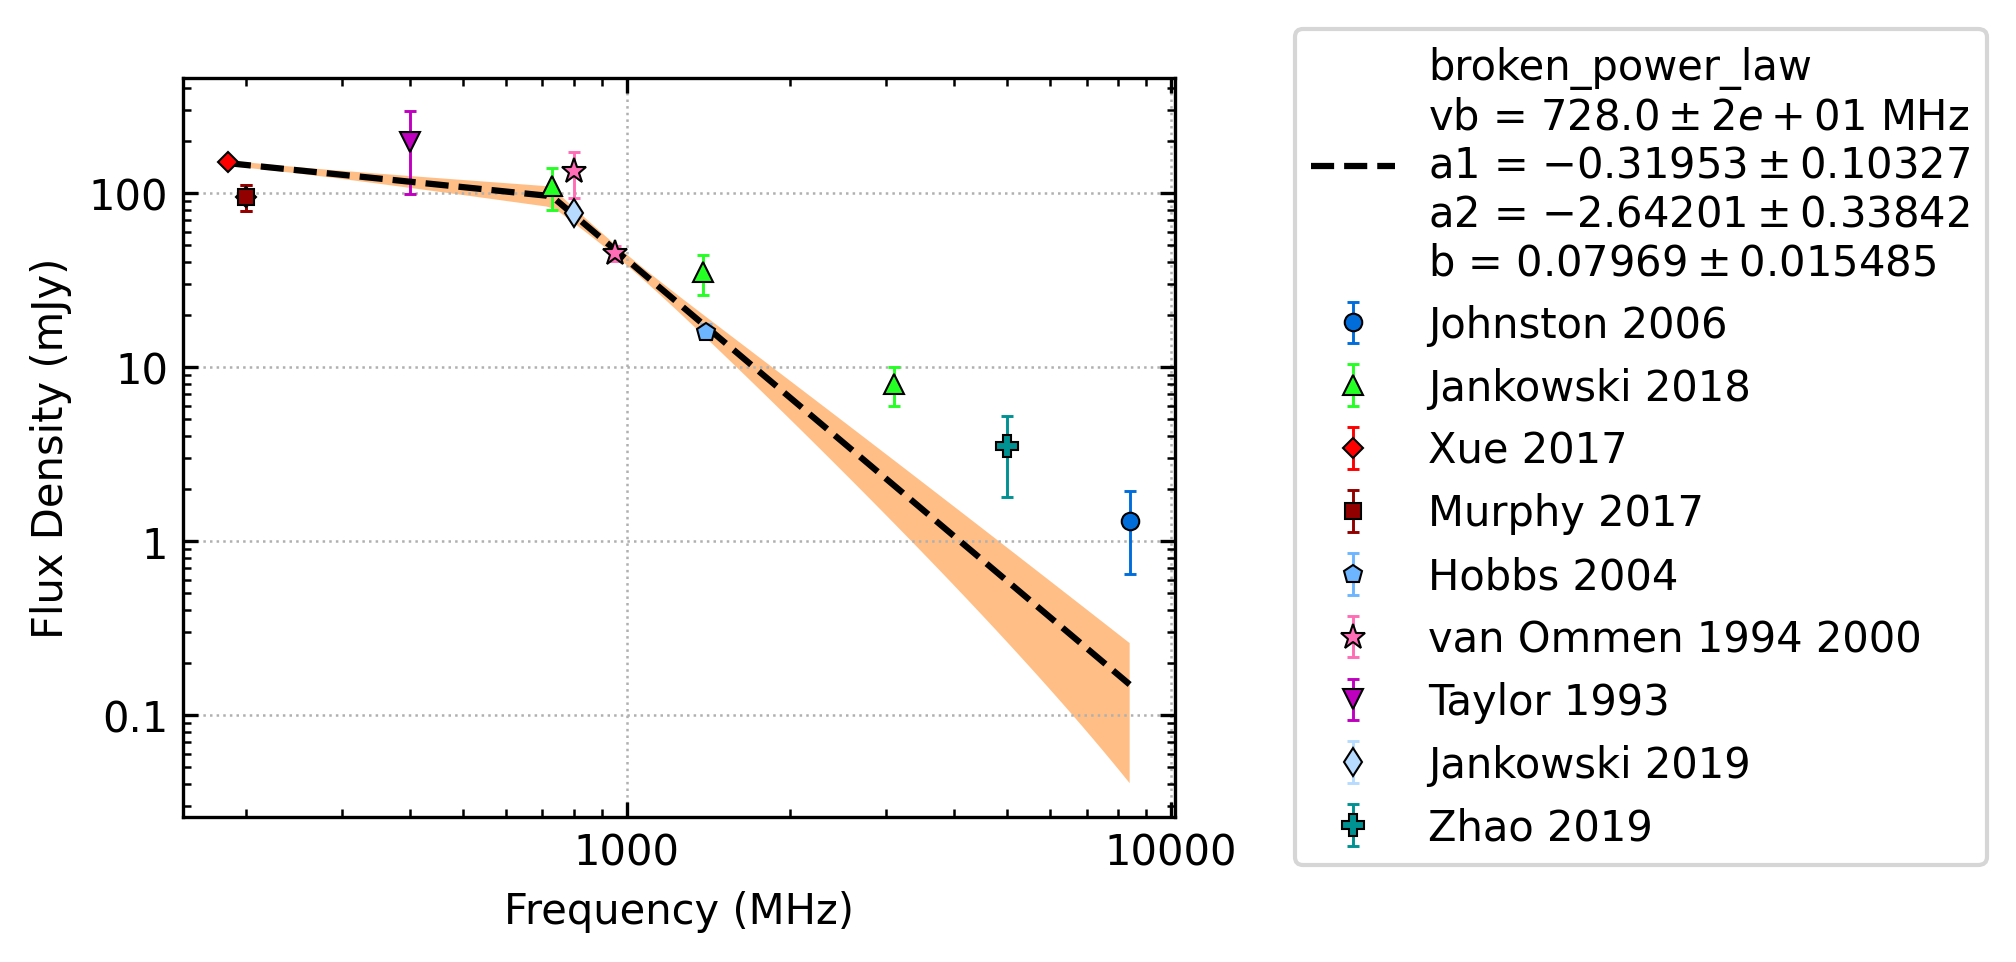 100
10
1
0.1
1000
10000
Frequency (MHz)
Flux Density (mJy)
broken_power_law
vb = 728.0 ± 2e + 01 MHz
a1 = −0.31953 ± 0.10327
a2 = −2.64201 ± 0.33842
b = 0.07969 ± 0.015485
Johnston 2006
Jankowski 2018
Xue 2017
Murphy 2017
Hobbs 2004
van Ommen 1994 2000
Taylor 1993
Jankowski 2019
Zhao 2019